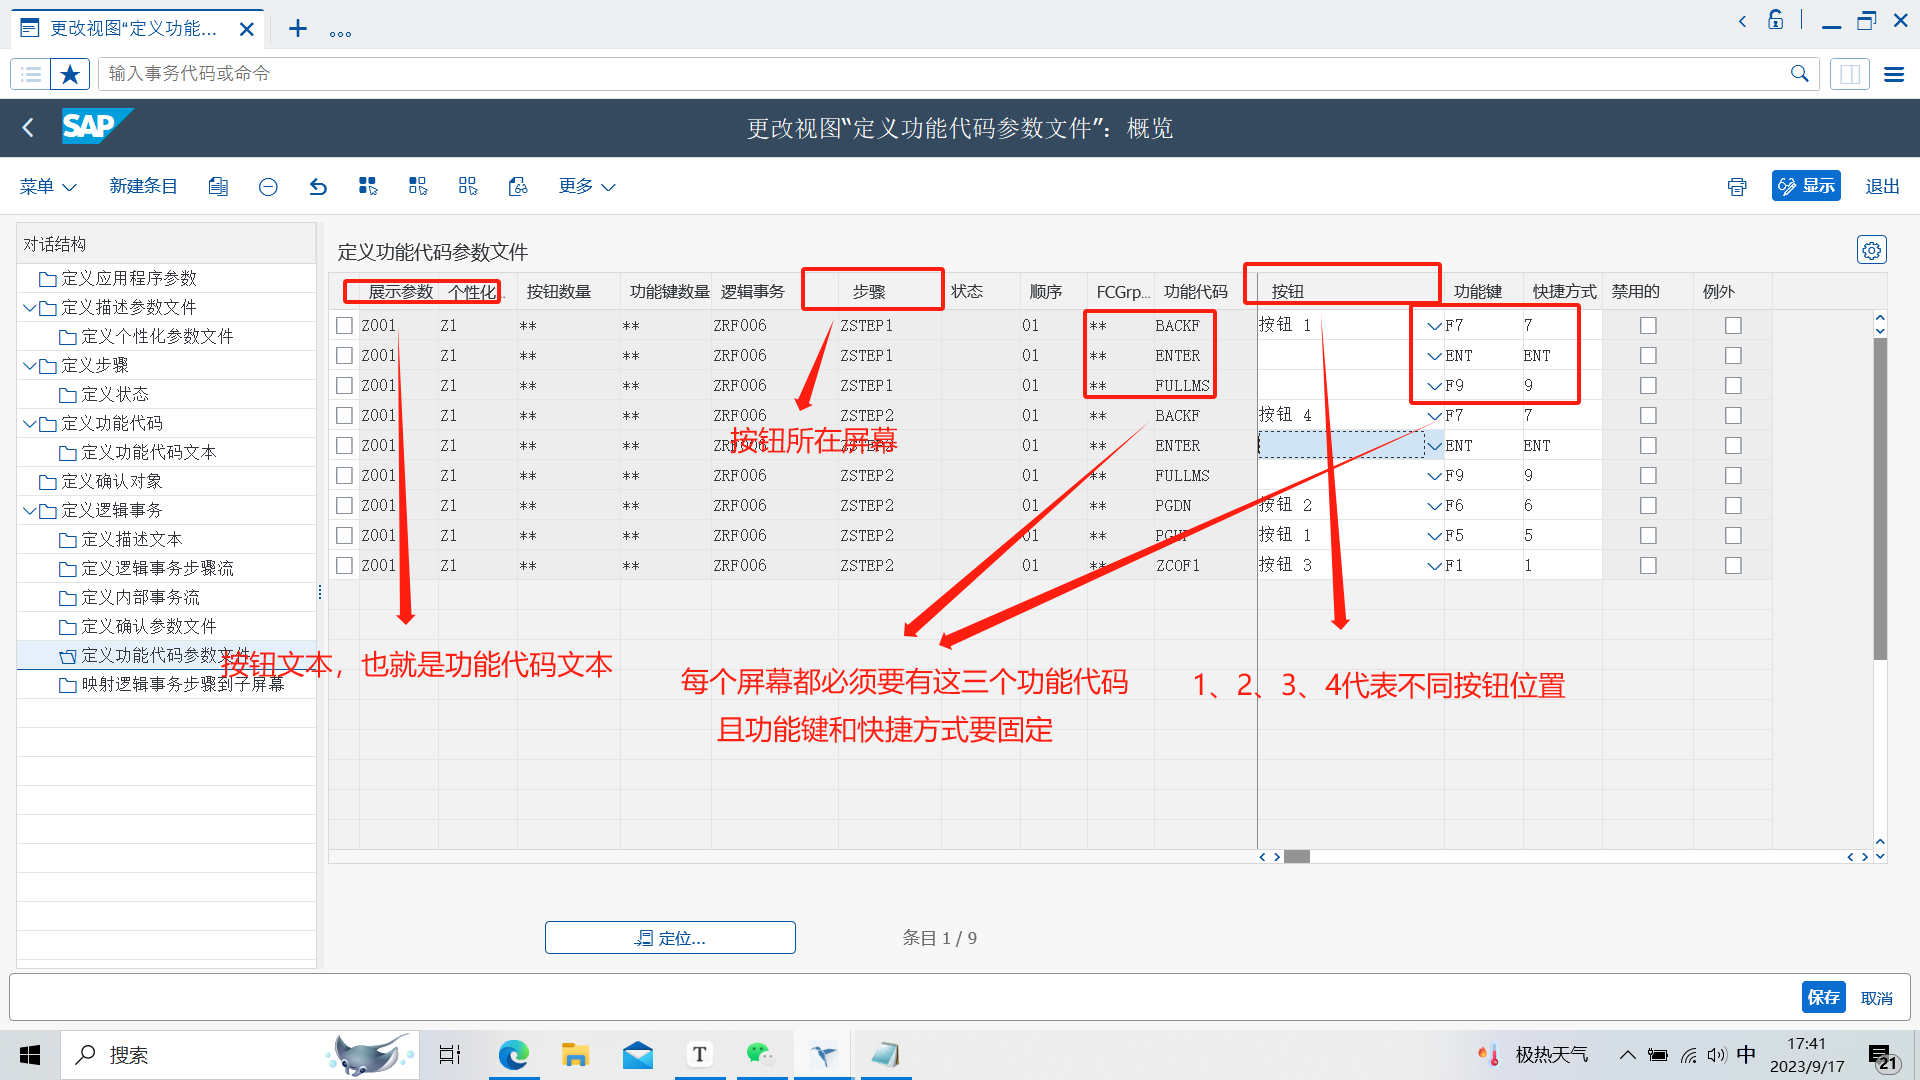 更改视图“定义功能...
输入事务代码或命令
SAP
更改视图“定义功能代码参数文件”：概览
菜单 新建条目 更多 显示 退出
对话结构
定义应用程序参数
定义描述参数文件
定义个性化参数文件
定义步骤
定义状态
定义功能代码
定义功能代码文本
定义确认对象
定义逻辑事务
定义描述文本
定义逻辑事务步骤流
定义内部事务流
定义确认参数文件
定义功能代码参数文件
映射逻辑事务步骤到子屏幕
定义功能代码参数文件
展示参数 个性化... 按钮数量 功能键数量 逻辑事务 步骤 状态 顺序 FCGrp... 功能代码 按钮 功能键 快捷方式 禁用的 例外
Z001 Z1 ** ** ZRF006 ZSTEP1 01 ** BACKF 按钮 1 F7 7
Z001 Z1 ** ** ZRF006 ZSTEP1 01 ** ENTER ENT ENT
Z001 Z1 ** ** ZRF006 ZSTEP1 01 ** FULLMS F9 9
Z001 Z1 ** ** ZRF006 ZSTEP2 01 ** BACKF 按钮 4 F7 7
Z001 Z1 ** ** ZRF006 ZSTEP2 01 ** ENTER ENT ENT
Z001 Z1 ** ** ZRF006 ZSTEP2 01 ** FULLMS F9 9
Z001 Z1 ** ** ZRF006 ZSTEP2 01 ** PGDN 按钮 2 F6 6
Z001 Z1 ** ** ZRF006 ZSTEP2 01 ** PGUP 按钮 1 F5 5
Z001 Z1 ** ** ZRF006 ZSTEP2 01 ** ZCOF1 按钮 3 F1 1
按钮所在屏幕
按钮文本，也就是功能代码文本
每个屏幕都必须要有这三个功能代码
且功能键和快捷方式要固定
1、2、3、4代表不同按钮位置
定位...
条目 1 / 9
保存 取消
搜索
T
极热天气
中
17:41
2023/9/17
21